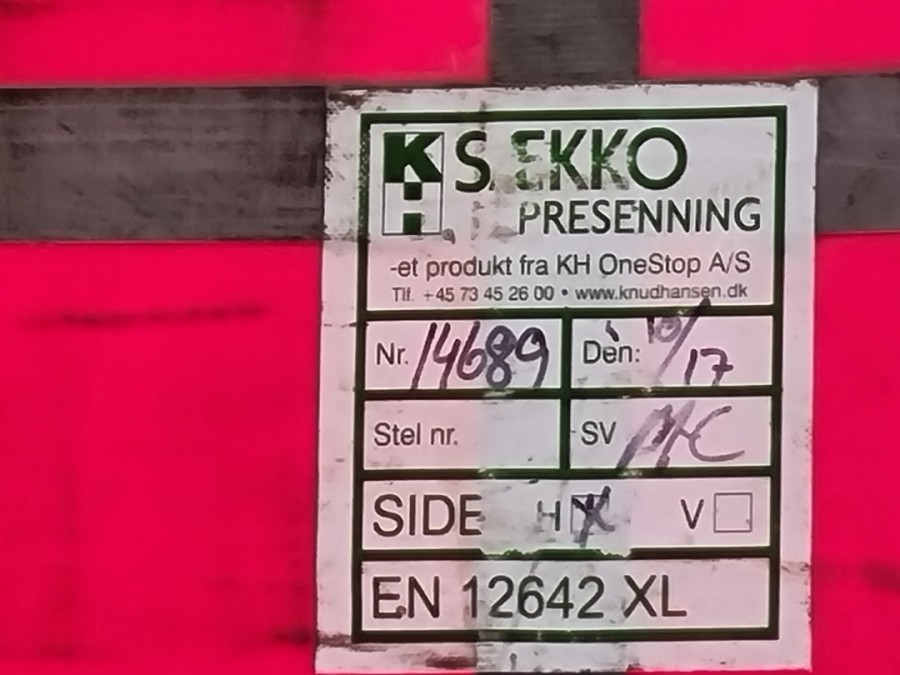 KH SÆKKO
PRESENNING
-et produkt fra KH OneStop A/S
Tlf. +45 73 45 26 00 • www.knudhansen.dk
Nr. 14689 Den: 10/17
Stel nr. SV
SIDE H X V
EN 12642 XL